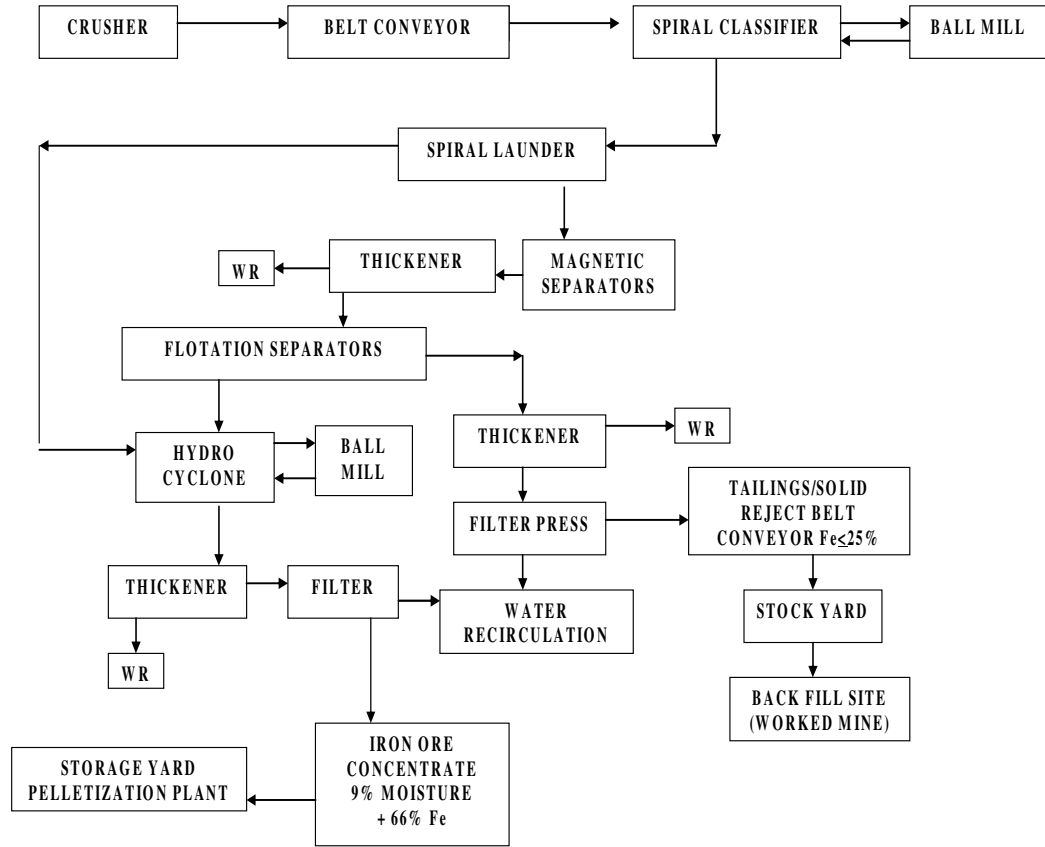 CRUSHER
BELT CONVEYOR
SPIRAL CLASSIFIER
BALL MILL
SPIRAL LAUNDER
WR
THICKENER
MAGNETIC
SEPARATORS
FLOTATION SEPARATORS
HYDRO
CYCLONE
BALL
MILL
THICKENER
WR
FILTER PRESS
TAILINGS/SOLID
REJECT BELT
CONVEYOR Fe≤25%
THICKENER
FILTER
WATER
RECIRCULATION
STOCK YARD
WR
BACK FILL SITE
(WORKED MINE)
STORAGE YARD
PELLETIZATION PLANT
IRON ORE
CONCENTRATE
9% MOISTURE
+ 66% Fe